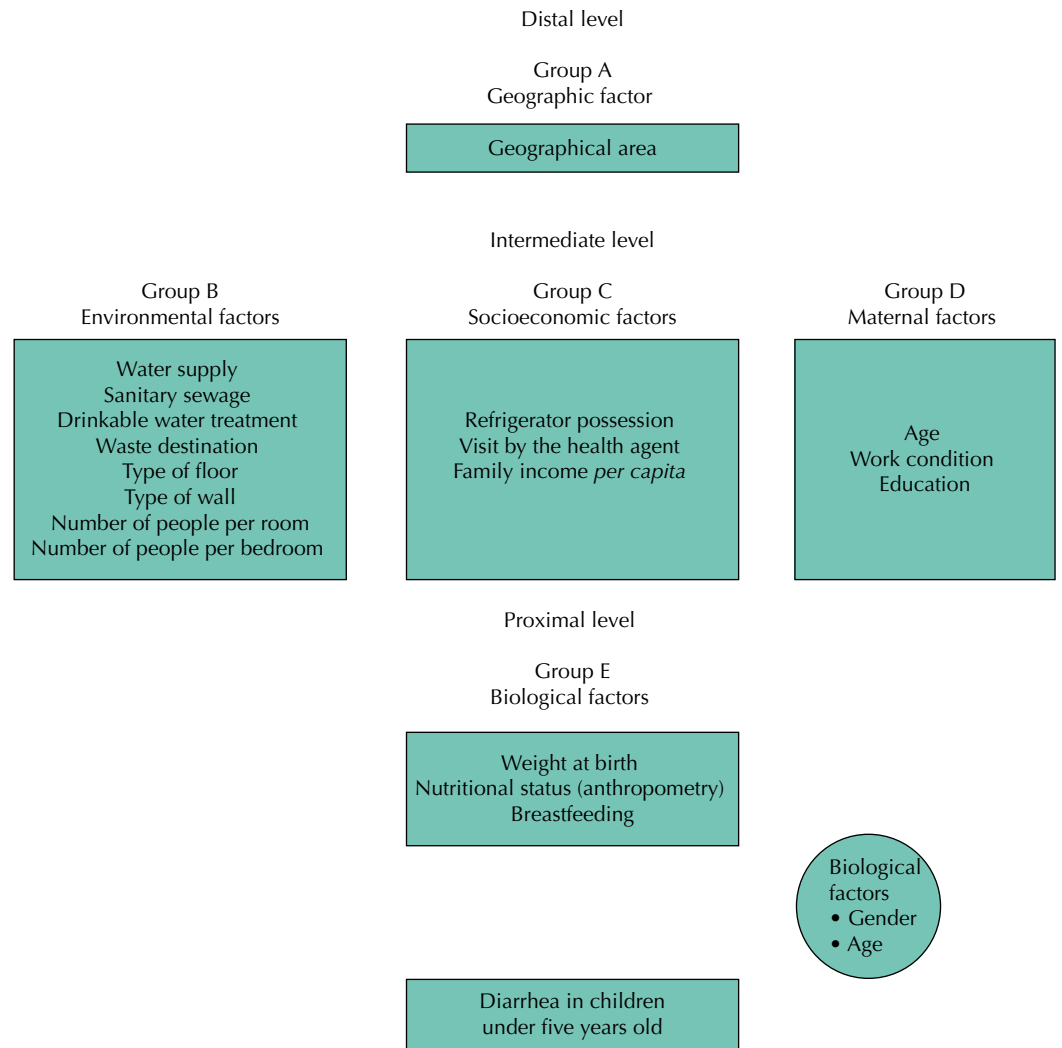 Distal level
Group A
Geographic factor
Geographical area
Intermediate level
Group B
Environmental factors
Water supply
Sanitary sewage
Drinkable water treatment
Waste destination
Type of floor
Type of wall
Number of people per room
Number of people per bedroom
Group C
Socioeconomic factors
Refrigerator possession
Visit by the health agent
Family income per capita
Group D
Maternal factors
Age
Work condition
Education
Proximal level
Group E
Biological factors
Weight at birth
Nutritional status (anthropometry)
Breastfeeding
Biological
factors
• Gender
• Age
Diarrhea in children
under five years old